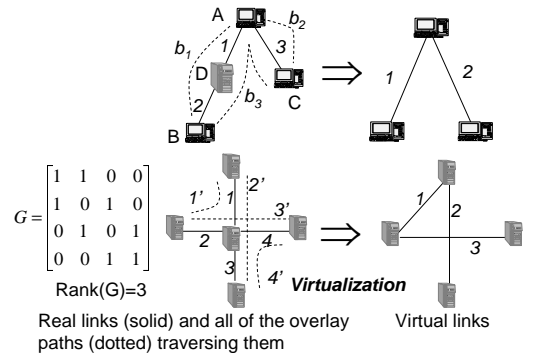 A
b₂
b₁
1
3
D
C
2
b₃
B
1
2
G = [1 1 0 0
1 0 1 0
0 1 0 1
0 0 1 1]
Rank(G)=3
1'
1
2'
3'
2
4
3
4'
Virtualization
1
2
3
Real links (solid) and all of the overlay
paths (dotted) traversing them
Virtual links